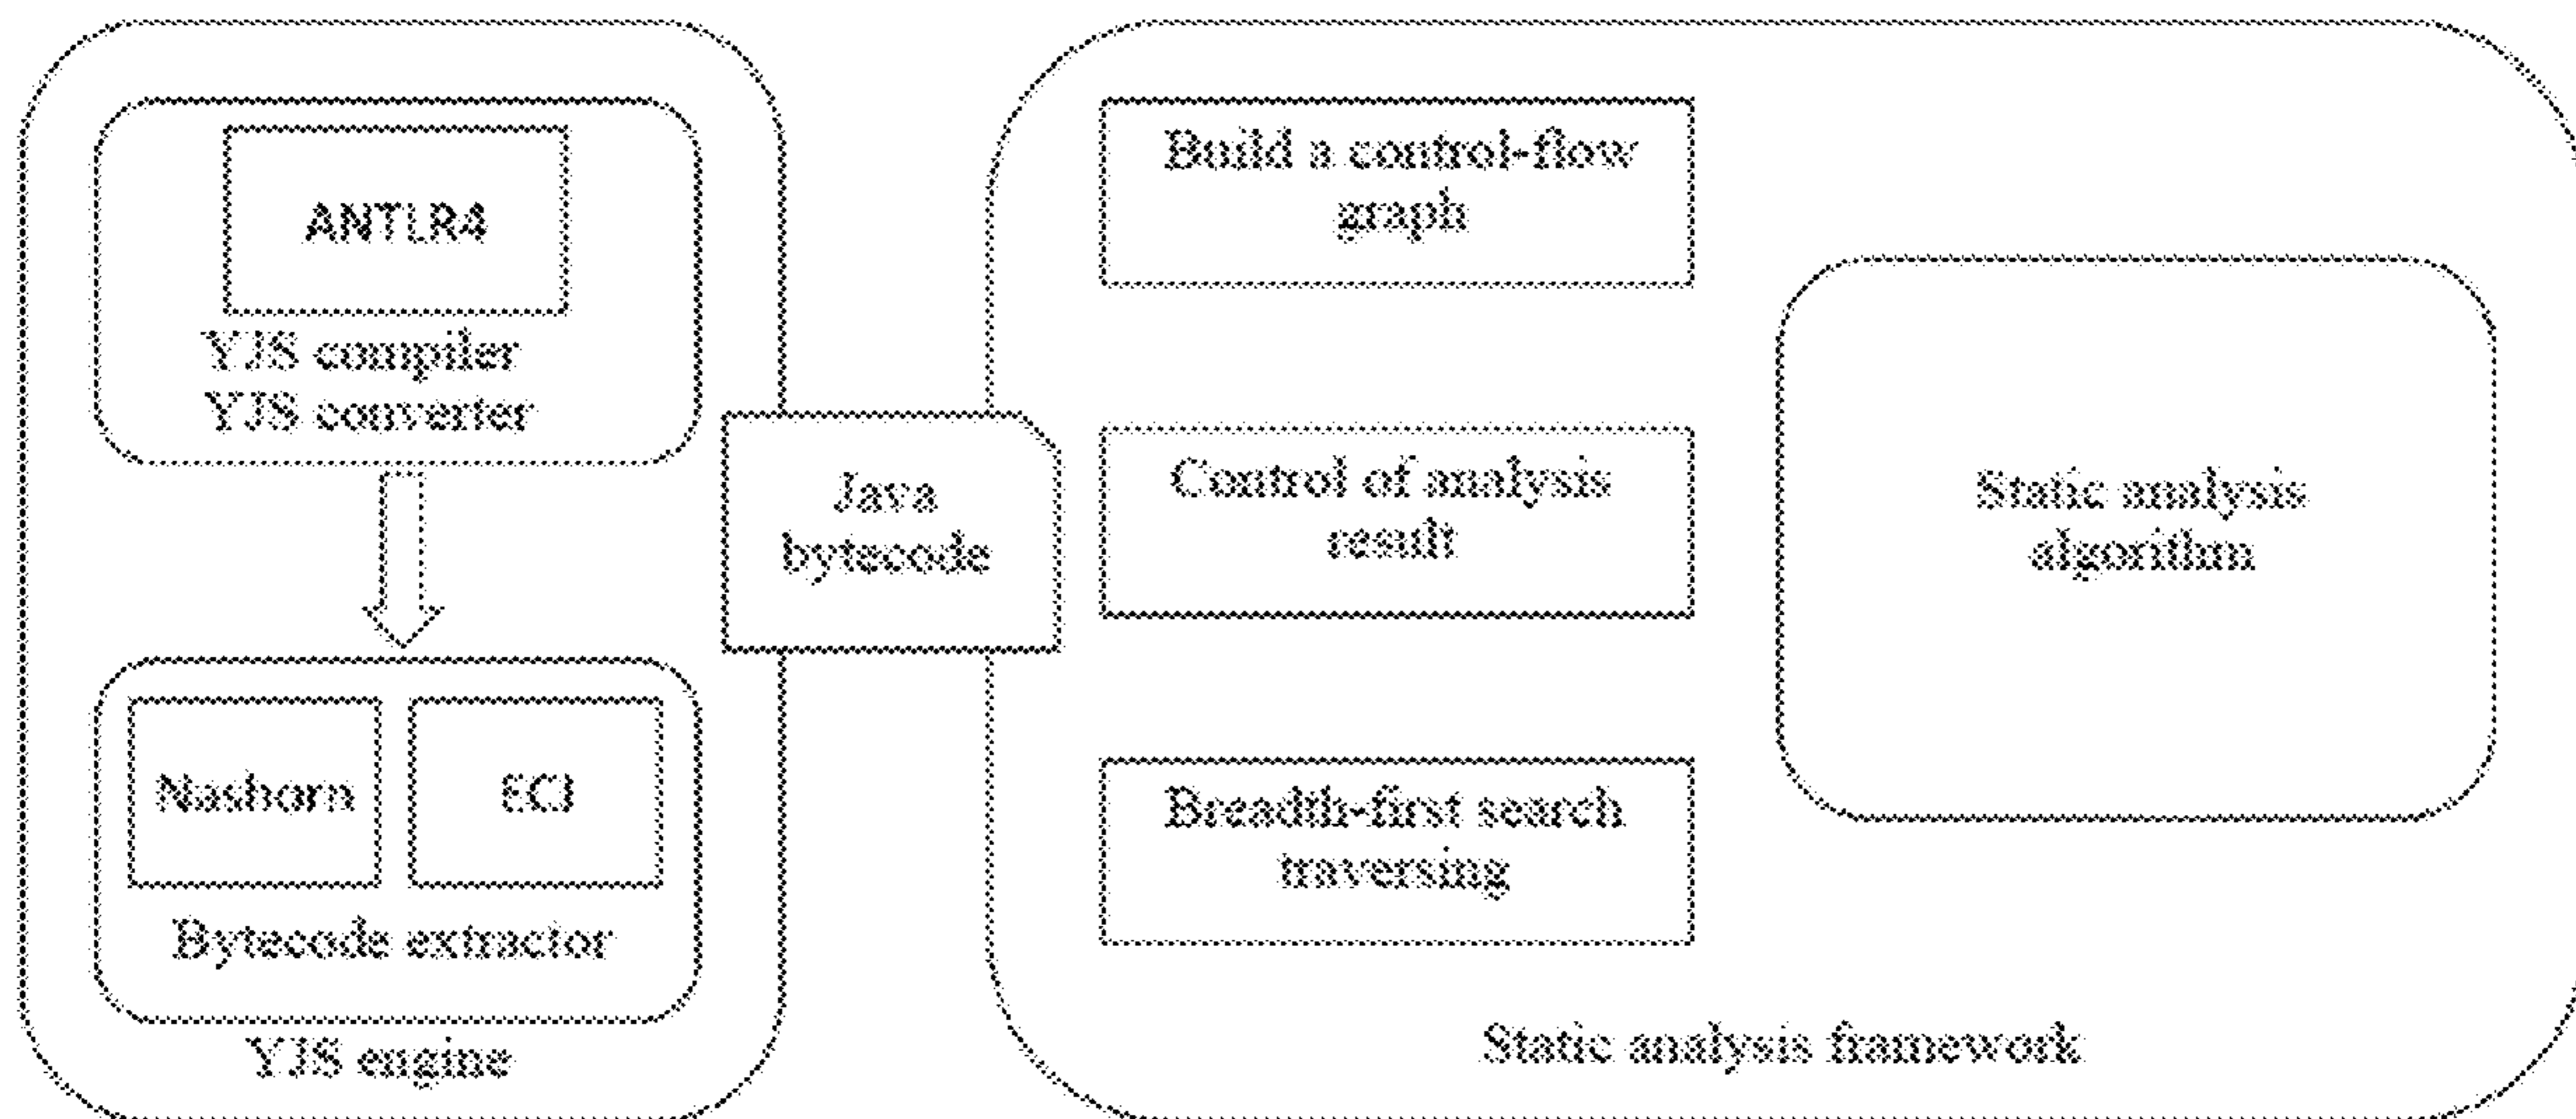 ANTLR4
YJS compiler
YJS converter
Nashorn
ECJ
Bytecode extractor
YJS engine
Java
bytecode
Build a control-flow
graph
Control of analysis
result
Breadth-first search
traversing
Static analysis
algorithm
Static analysis framework